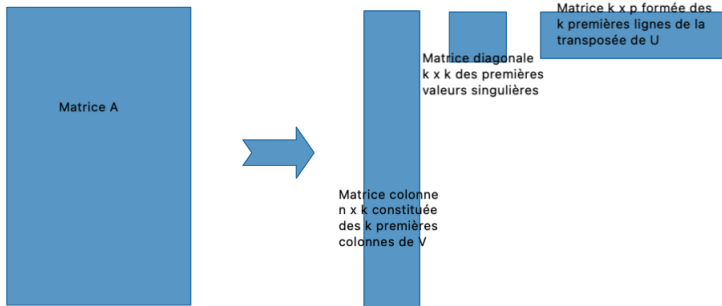 Matrice A
Matrice colonne
n x k constituée
des k premières
colonnes de V
Matrice diagonale
k x k des premières
valeurs singulières
Matrice k x p formée des
k premières lignes de la
transposée de U